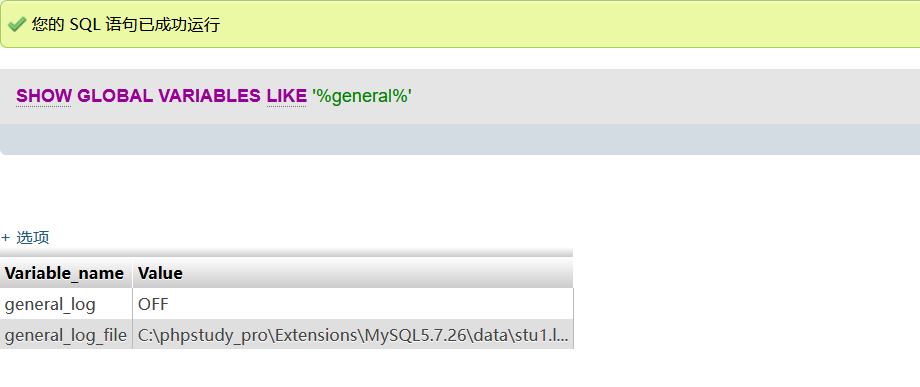 您的 SQL 语句已成功运行
SHOW GLOBAL VARIABLES LIKE '%general%'
+ 选项
Variable_name Value
general_log OFF
general_log_file C:\phpstudy_pro\Extensions\MySQL5.7.26\data\stu1.l...